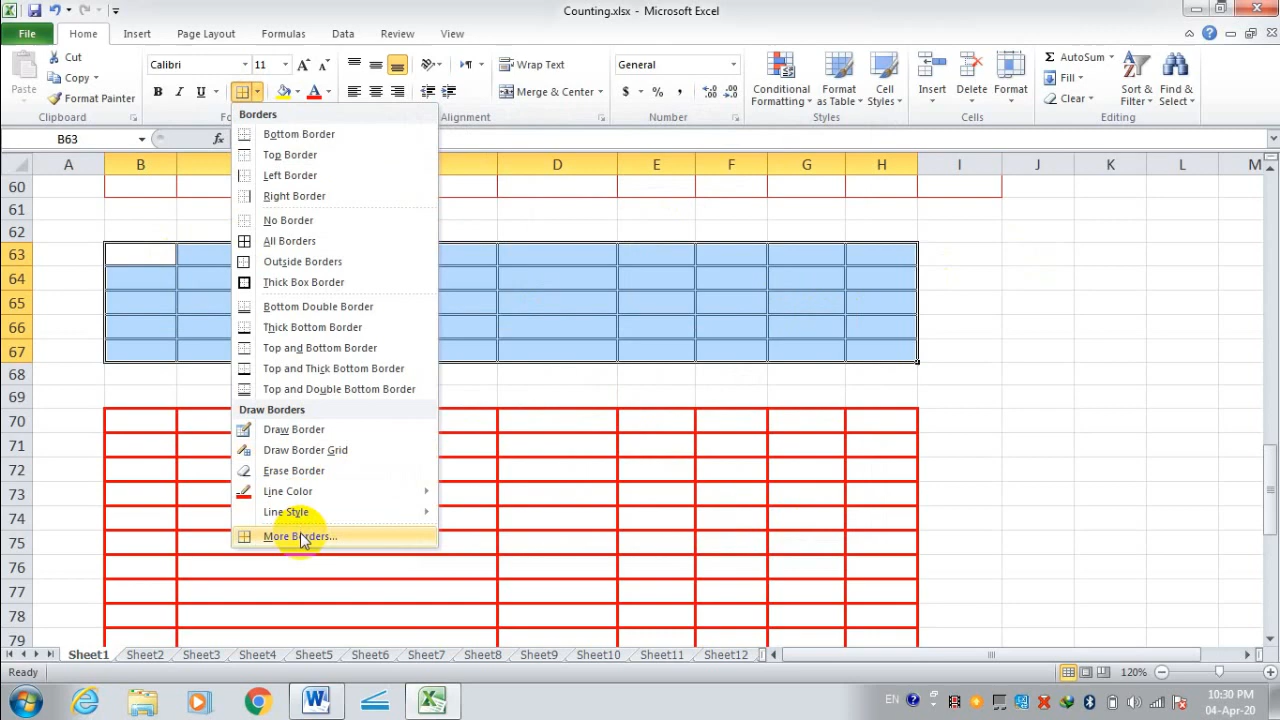 Counting.xlsx - Microsoft Excel
File Home Insert Page Layout Formulas Data Review View
Paste
Cut
Copy
Format Painter
Clipboard
Calibri 11
B I U
A A
Wrap Text
Merge & Center
Alignment
General
$ % ,
Number
Conditional Formatting
Format as Table
Cell Styles
Styles
Insert
Delete
Format
Cells
AutoSum
Fill
Clear
Sort & Filter
Find & Select
Editing
B63 fx
A B D E F G H I J K L M
60
61
62
63
64
65
66
67
68
69
70
71
72
73
74
75
76
77
78
79
Borders
Bottom Border
Top Border
Left Border
Right Border
No Border
All Borders
Outside Borders
Thick Box Border
Bottom Double Border
Thick Bottom Border
Top and Bottom Border
Top and Thick Bottom Border
Top and Double Bottom Border
Draw Borders
Draw Border
Draw Border Grid
Erase Border
Line Color
Line Style
More Borders...
Sheet1 Sheet2 Sheet3 Sheet4 Sheet5 Sheet6 Sheet7 Sheet8 Sheet9 Sheet10 Sheet11 Sheet12
Ready 120%
EN 10:30 PM
04-Apr-20